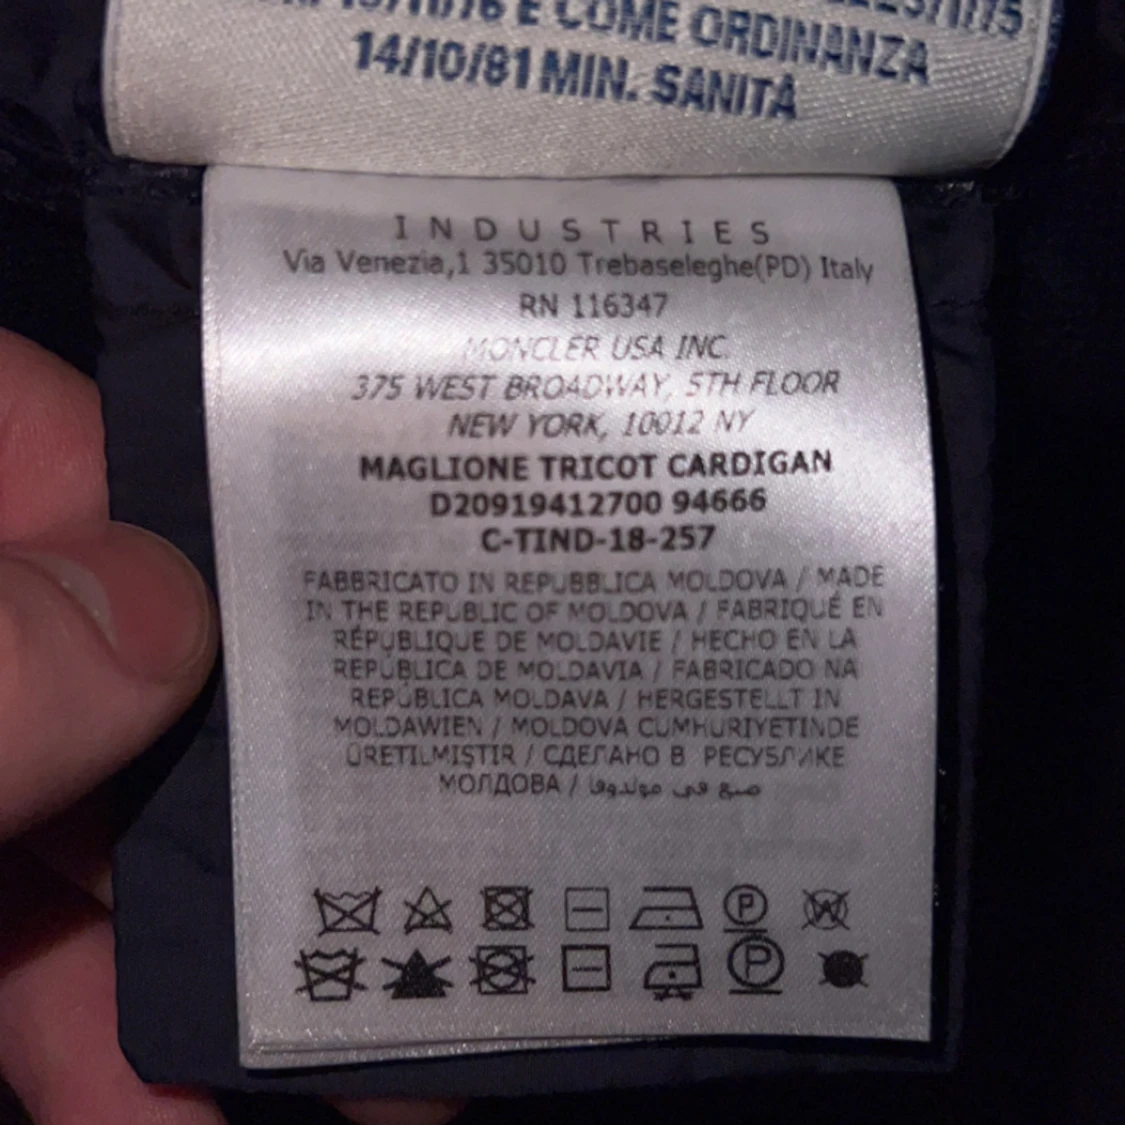 E COME ORDINANZA
14/10/81 MIN. SANITÀ
INDUSTRIES
Via Venezia,1 35010 Trebaseleghe(PD) Italy
RN 116347
MONCLER USA INC.
375 WEST BROADWAY, 5TH FLOOR
NEW YORK, 10012 NY
MAGLIONE TRICOT CARDIGAN
D20919412700 94666
C-TIND-18-257
FABBRICATO IN REPUBBLICA MOLDOVA / MADE
IN THE REPUBLIC OF MOLDOVA / FABRIQUÉ EN
RÉPUBLIQUE DE MOLDAVIE / HECHO EN LA
REPÚBLICA DE MOLDAVIA / FABRICADO NA
REPÚBLICA MOLDAVA / HERGESTELLT IN
MOLDAWIEN / MOLDOVA CUMHURIYETINDE
ÜRETILMIŞTIR / СДЕЛАНО В РЕСУБЛИКЕ
МОЛДОВА / صنع في مولدوفا
P W
P